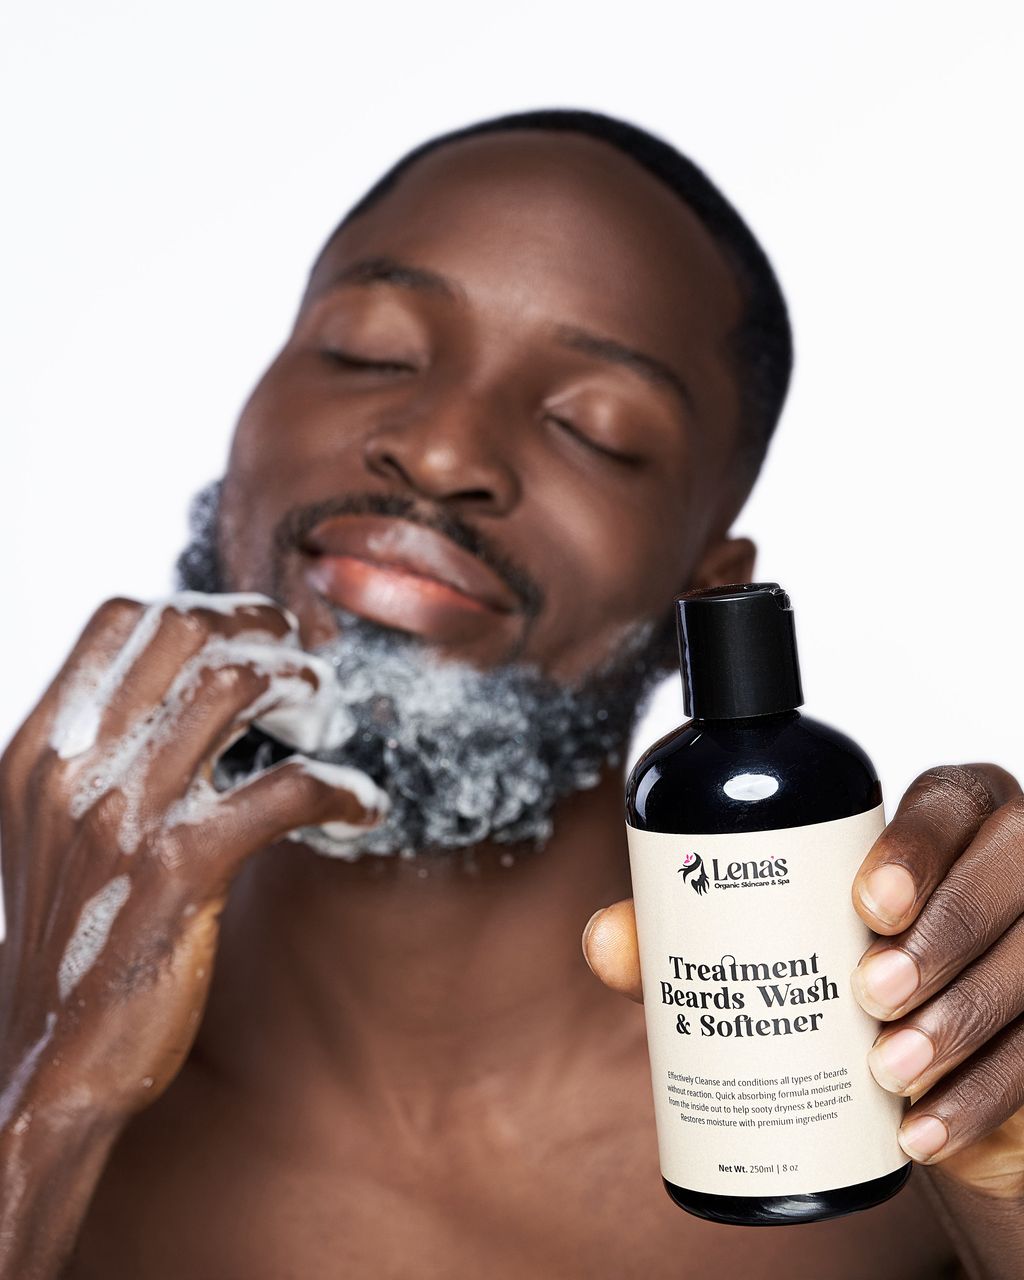 Lena's
Organic Skincare & Spa
Treatment
Beards Wash
& Softener
Effectively Cleanse and conditions all types of beards
without reaction. Quick absorbing formula moisturizes
from the inside out to help sooty dryness & beard-itch.
Restores moisture with premium ingredients
Net Wt. 250ml | 8 oz